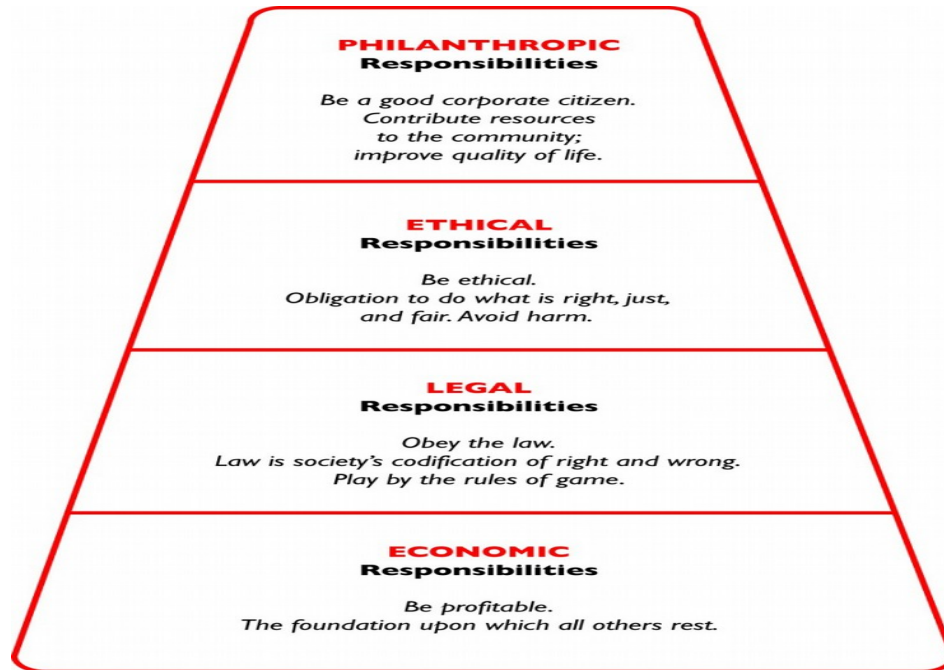 PHILANTHROPIC
Responsibilities
Be a good corporate citizen.
Contribute resources
to the community;
improve quality of life.
ETHICAL
Responsibilities
Be ethical.
Obligation to do what is right, just,
and fair. Avoid harm.
LEGAL
Responsibilities
Obey the law.
Law is society's codification of right and wrong.
Play by the rules of game.
ECONOMIC
Responsibilities
Be profitable.
The foundation upon which all others rest.